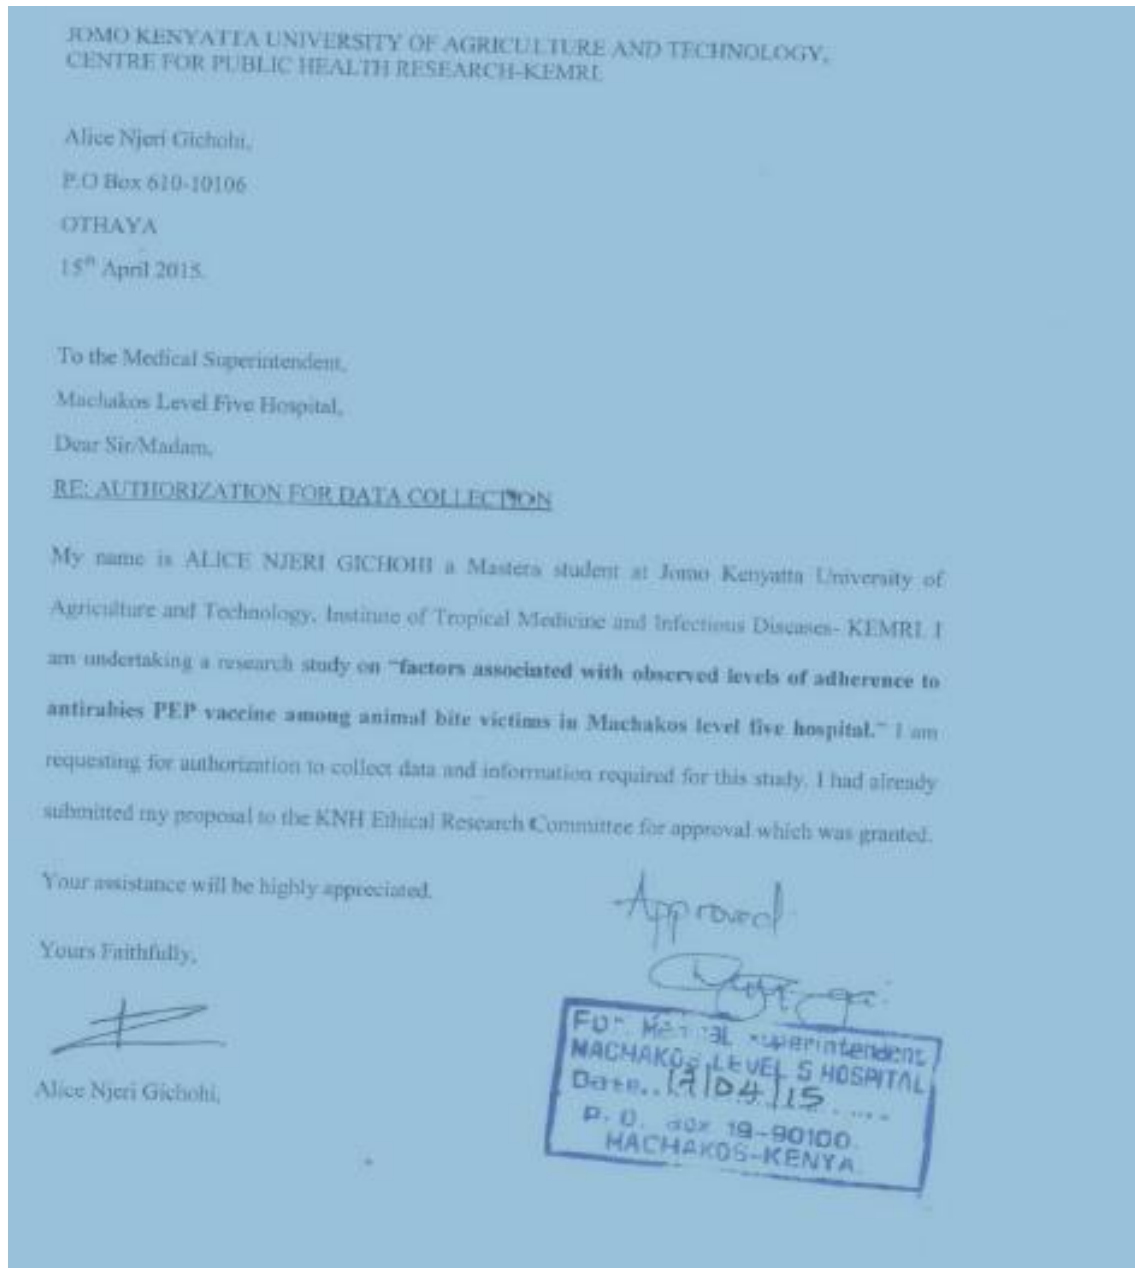 JOMO KENYATTA UNIVERSITY OF AGRICULTURE AND TECHNOLOGY,
CENTRE FOR PUBLIC HEALTH RESEARCH-KEMRI.
Alice Njeri Gichohi,
P.O Box 610-10106
OTHAYA
15th April 2015.
To the Medical Superintendent,
Machakos Level Five Hospital,
Dear Sir/Madam,
RE: AUTHORIZATION FOR DATA COLLECTION
My name is ALICE NJERI GICHOHI a Masters student at Jomo Kenyatta University of
Agriculture and Technology, Institute of Tropical Medicine and Infectious Diseases- KEMRI. I
am undertaking a research study on “factors associated with observed levels of adherence to
antirabies PEP vaccine among animal bite victims in Machakos level five hospital.” I am
requesting for authorization to collect data and information required for this study. I had already
submitted my proposal to the KNH Ethical Research Committee for approval which was granted.
Your assistance will be highly appreciated.
Yours Faithfully,
Alice Njeri Gichohi,
Approved
For Medical Superintendent
MACHAKOS LEVEL 5 HOSPITAL
Date..
P. O. Box 19-90100.
MACHAKOS-KENYA